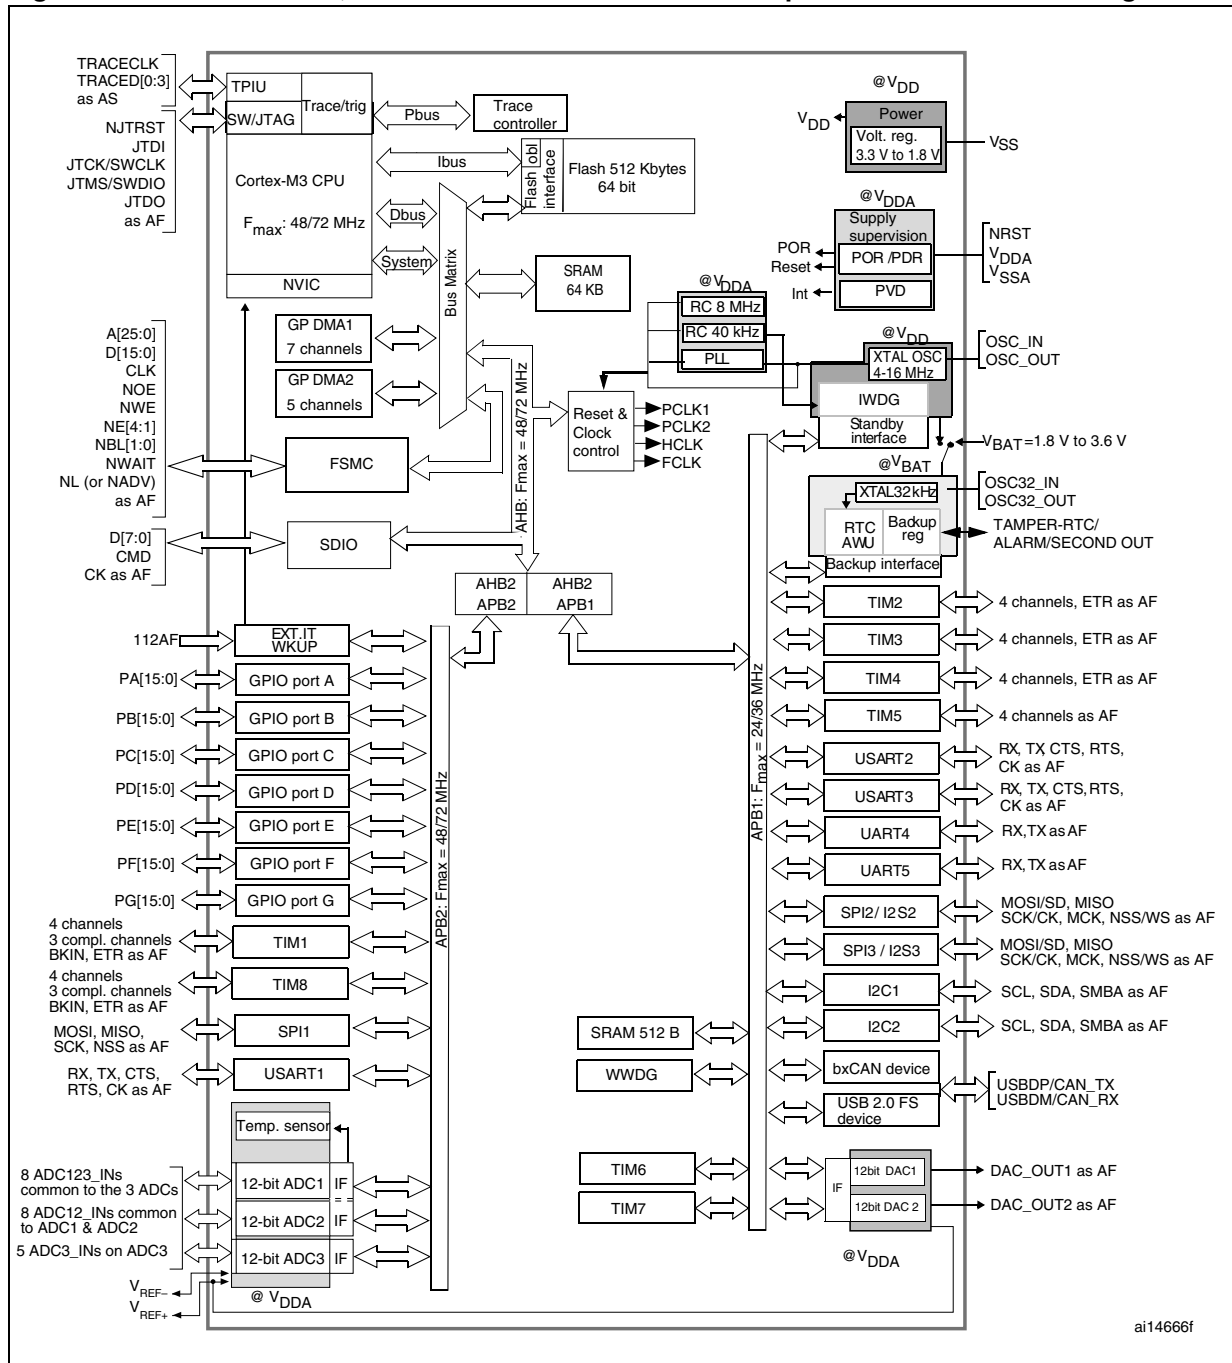 TRACECLK
TRACED[0:3]
as AS
NJTRST
JTDI
JTCK/SWCLK
JTMS/SWDIO
JTDO
as AF
TPIU
SW/JTAG
Trace/trig
Pbus
Trace
controller
Cortex-M3 CPU
Fmax: 48/72 MHz
NVIC
Ibus
Dbus
System
Flash obl
interface
Flash 512 Kbytes
64 bit
Bus Matrix
SRAM
64 KB
GP DMA1
7 channels
GP DMA2
5 channels
@VDD
Power
VDD
Volt. reg.
3.3 V to 1.8 V
VSS
@VDDA
Supply
supervision
POR
Reset
Int
POR /PDR
PVD
NRST
VDDA
VSSA
@VDDA
RC 8 MHz
RC 40 kHz
PLL
@VDD
XTAL OSC
4-16 MHz
OSC_IN
OSC_OUT
IWDG
Standby
interface
VBAT=1.8 V to 3.6 V
Reset &
Clock
control
PCLK1
PCLK2
HCLK
FCLK
@VBAT
XTAL32kHz
OSC32_IN
OSC32_OUT
RTC
AWU
Backup
reg
TAMPER-RTC/
ALARM/SECOND OUT
Backup interface
A[25:0]
D[15:0]
CLK
NOE
NWE
NE[4:1]
NBL[1:0]
NWAIT
NL (or NADV)
as AF
FSMC
D[7:0]
CMD
CK as AF
SDIO
AHB: Fmax = 48/72 MHz
AHB2
APB2
AHB2
APB1
112AF
EXT.IT
WKUP
PA[15:0]
GPIO port A
PB[15:0]
GPIO port B
PC[15:0]
GPIO port C
PD[15:0]
GPIO port D
PE[15:0]
GPIO port E
PF[15:0]
GPIO port F
PG[15:0]
GPIO port G
4 channels
3 compl. channels
BKIN, ETR as AF
TIM1
4 channels
3 compl. channels
BKIN, ETR as AF
TIM8
MOSI, MISO,
SCK, NSS as AF
SPI1
RX, TX, CTS,
RTS, CK as AF
USART1
Temp. sensor
8 ADC123_INs
common to the 3 ADCs
12-bit ADC1
IF
8 ADC12_INs common
to ADC1 & ADC2
12-bit ADC2
IF
5 ADC3_INs on ADC3
12-bit ADC3
IF
VREF–
VREF+
@ VDDA
APB2: Fmax = 48/72 MHz
APB1: Fmax = 24/36 MHz
TIM2
4 channels, ETR as AF
TIM3
4 channels, ETR as AF
TIM4
4 channels, ETR as AF
TIM5
4 channels as AF
USART2
RX, TX, CTS, RTS,
CK as AF
USART3
RX, TX, CTS, RTS,
CK as AF
UART4
RX,TX as AF
UART5
RX,TX as AF
SPI2/ I2S2
MOSI/SD, MISO
SCK/CK, MCK, NSS/WS as AF
SPI3 / I2S3
MOSI/SD, MISO
SCK/CK, MCK, NSS/WS as AF
I2C1
SCL, SDA, SMBA as AF
I2C2
SCL, SDA, SMBA as AF
SRAM 512 B
WWDG
bxCAN device
USB 2.0 FS
device
USBDP/CAN_TX
USBDM/CAN_RX
TIM6
TIM7
IF
12bit DAC1
DAC_OUT1 as AF
12bit DAC 2
DAC_OUT2 as AF
@VDDA
ai14666f